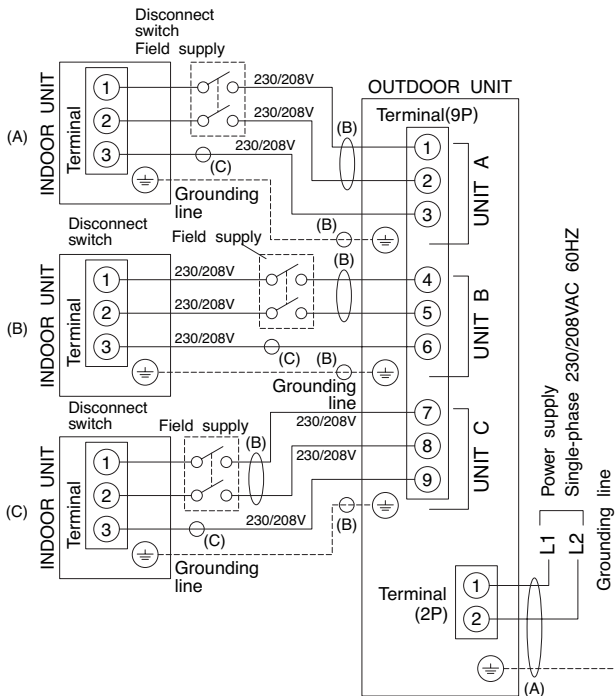 Disconnect
switch
Field supply
(A)
INDOOR UNIT
Terminal
1
2
3
230/208V
230/208V
230/208V
(C)
(B)
Grounding
line
(B)
OUTDOOR UNIT
Terminal(9P)
1
2
3
UNIT A
Disconnect
switch
Field supply
(B)
INDOOR UNIT
Terminal
1
2
3
230/208V
230/208V
230/208V
(B)
(C)
(B)
Grounding
line
4
5
6
UNIT B
Disconnect
switch
Field supply
(C)
INDOOR UNIT
Terminal
1
2
3
(B)
230/208V
230/208V
230/208V
(C)
(B)
Grounding
line
7
8
9
UNIT C
Power supply
Single-phase 230/208VAC 60HZ
L1
L2
Grounding line
Terminal
(2P)
1
2
(A)